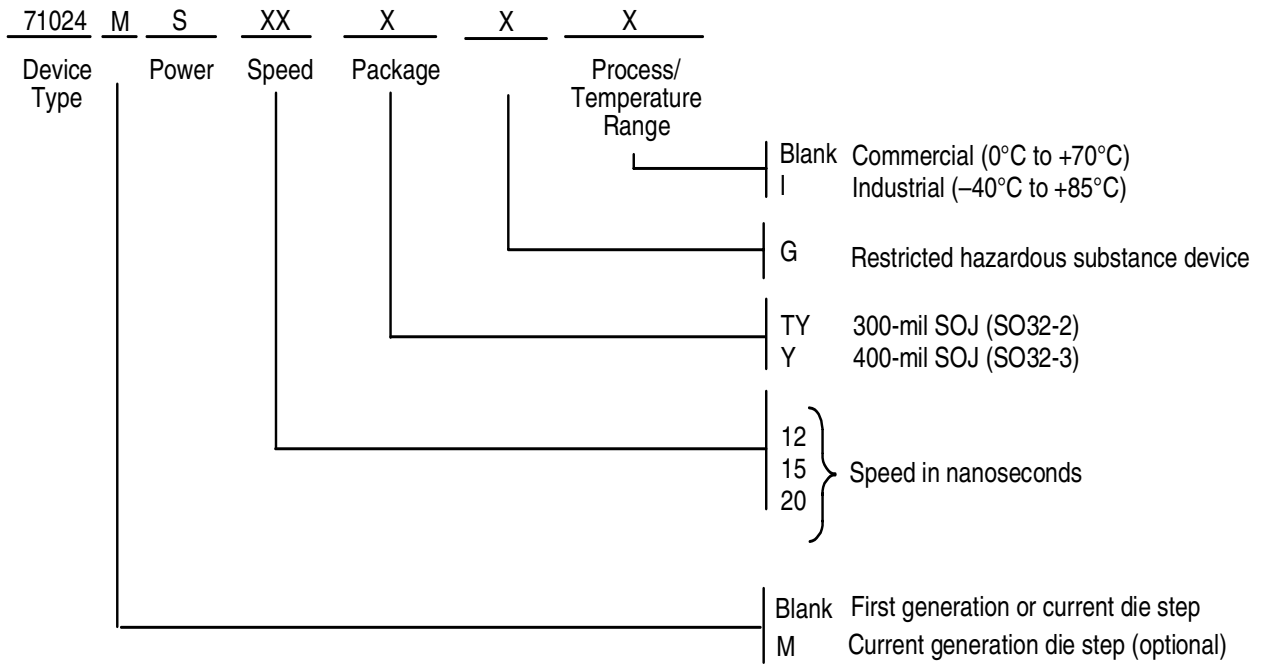 71024 M S XX X X X
Device Type
Power
Speed
Package
Process/
Temperature
Range
Blank Commercial (0°C to +70°C)
I Industrial (–40°C to +85°C)
G Restricted hazardous substance device
TY 300-mil SOJ (SO32-2)
Y 400-mil SOJ (SO32-3)
12
15
20
Speed in nanoseconds
Blank First generation or current die step
M Current generation die step (optional)